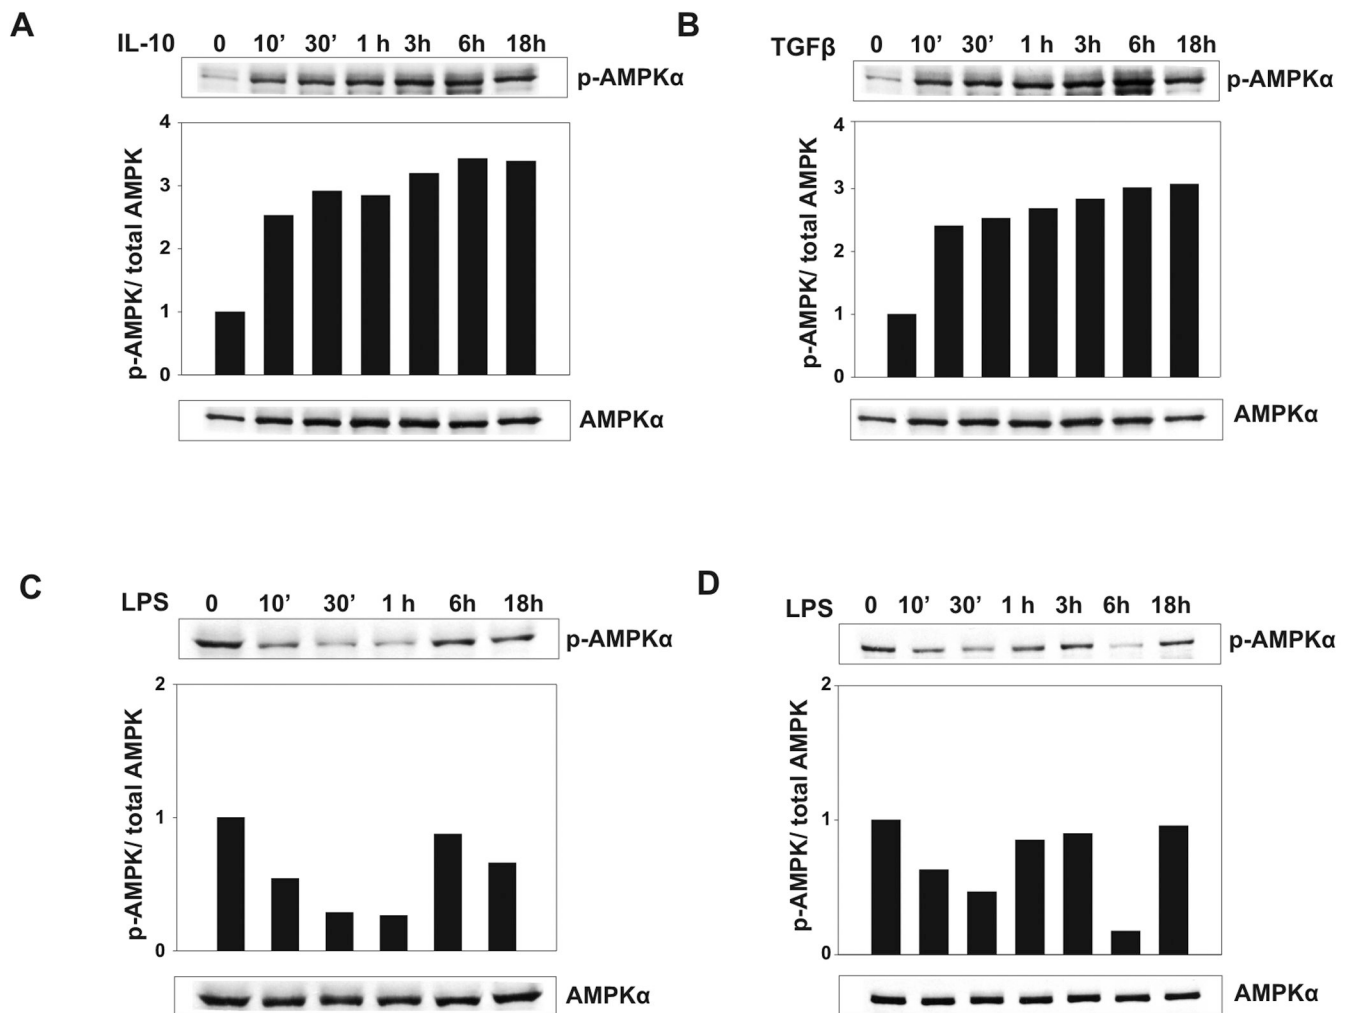 A
IL-10 0 10’ 30’ 1 h 3h 6h 18h
p-AMPKα
p-AMPK/ total AMPK
4
3
2
1
0
AMPKα
B
TGFβ 0 10’ 30’ 1 h 3h 6h 18h
p-AMPKα
p-AMPK/ total AMPK
4
3
2
1
0
AMPKα
C
LPS 0 10’ 30’ 1 h 6h 18h
p-AMPKα
p-AMPK/ total AMPK
2
1
0
AMPKα
D
LPS 0 10’ 30’ 1 h 3h 6h 18h
p-AMPKα
p-AMPK/ total AMPK
2
1
0
AMPKα